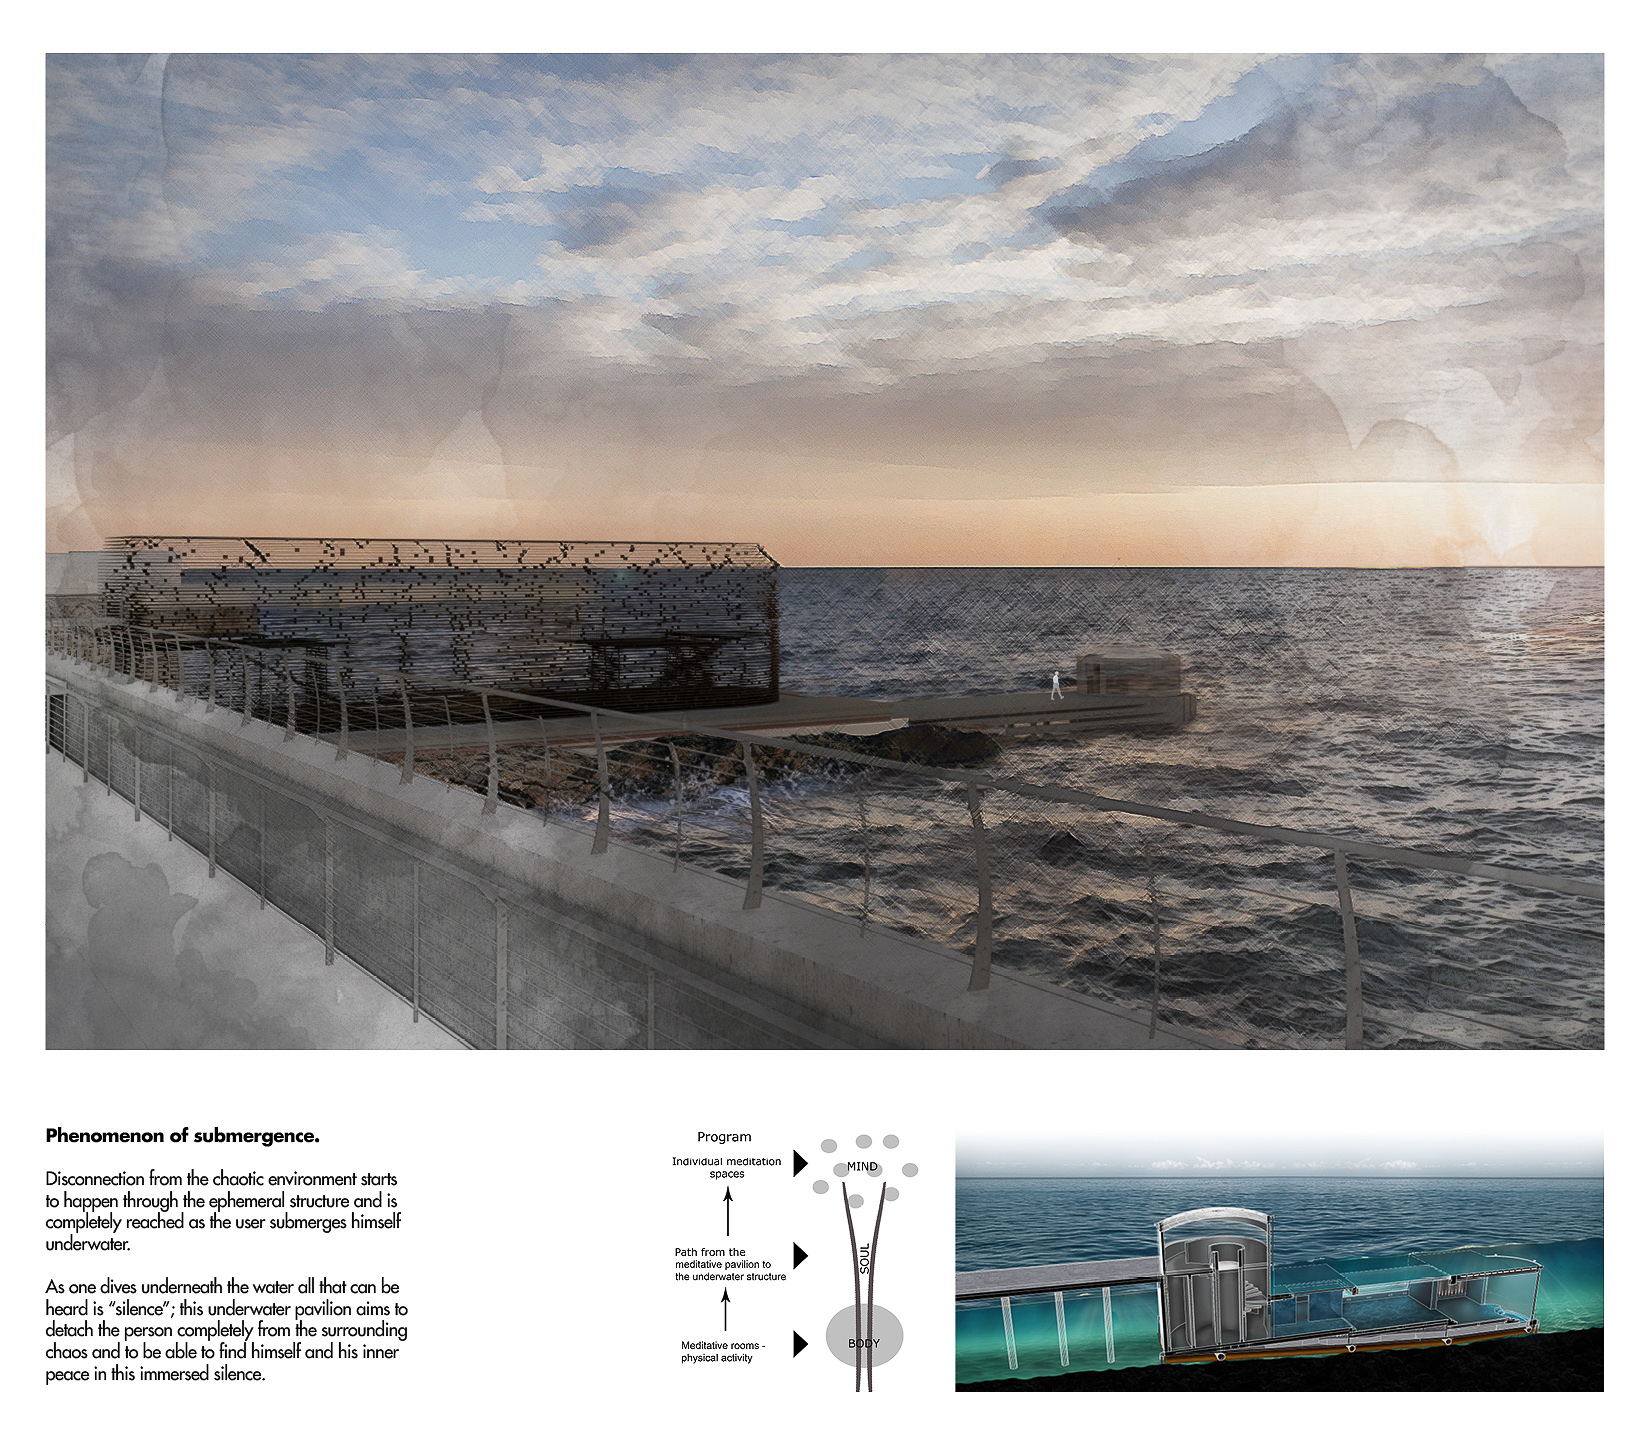 Phenomenon of submergence.
Disconnection from the chaotic environment starts
to happen through the ephemeral structure and is
completely reached as the user submerges himself
underwater.
As one dives underneath the water all that can be
heard is “silence”; this underwater pavilion aims to
detach the person completely from the surrounding
chaos and to be able to find himself and his inner
peace in this immersed silence.
Program
Individual meditation
spaces
Path from the
meditative pavilion to
the underwater structure
Meditative rooms -
physical activity
MIND
SOUL
BODY